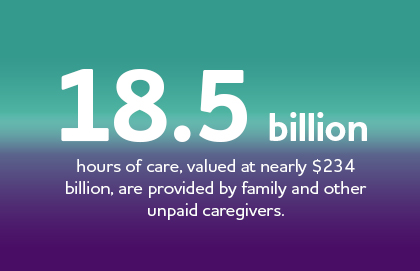 18.5 billion
hours of care, valued at nearly $234
billion, are provided by family and other
unpaid caregivers.